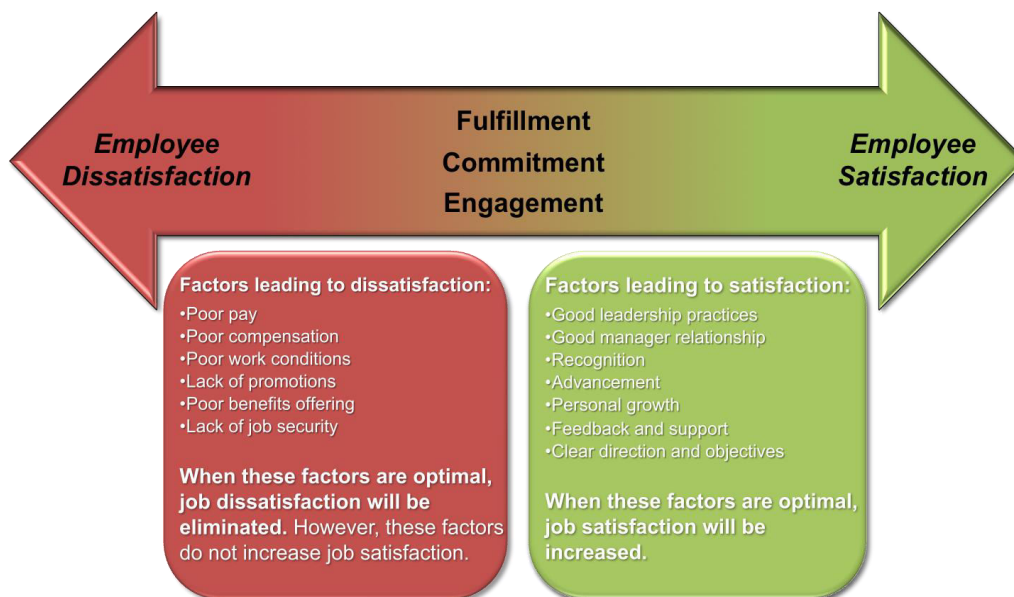 Employee
Dissatisfaction
Fulfillment
Commitment
Engagement
Employee
Satisfaction
Factors leading to dissatisfaction:
•Poor pay
•Poor compensation
•Poor work conditions
•Lack of promotions
•Poor benefits offering
•Lack of job security
When these factors are optimal,
job dissatisfaction will be
eliminated. However, these factors
do not increase job satisfaction.
Factors leading to satisfaction:
•Good leadership practices
•Good manager relationship
•Recognition
•Advancement
•Personal growth
•Feedback and support
•Clear direction and objectives
When these factors are optimal,
job satisfaction will be
increased.